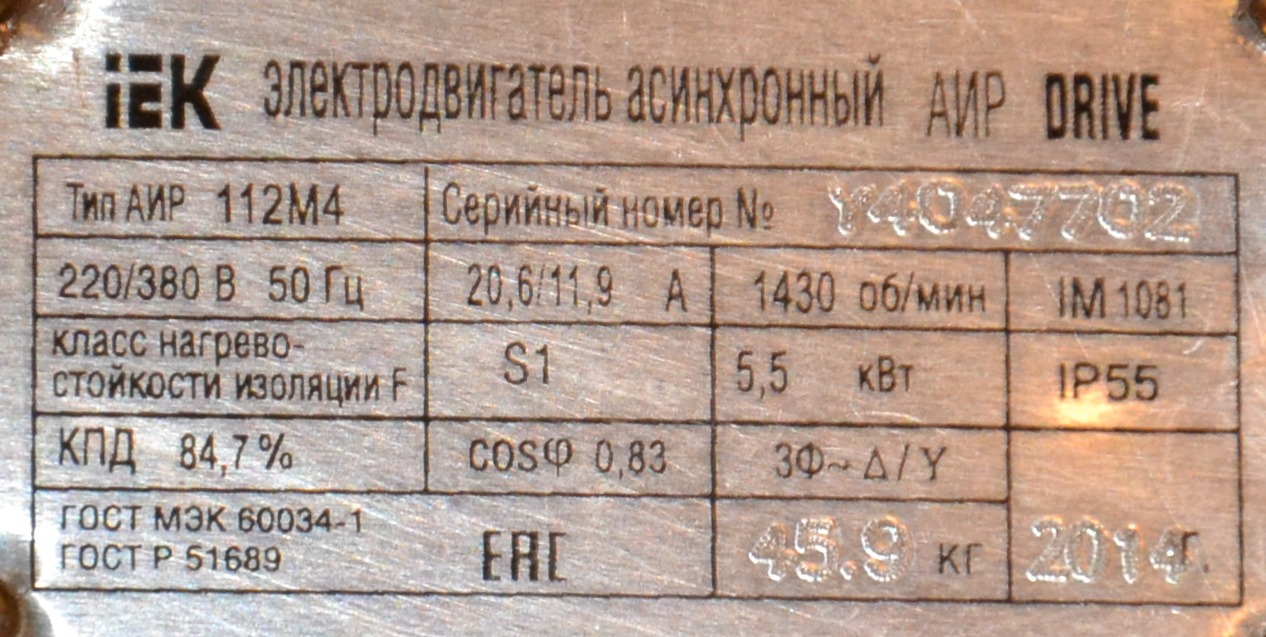 iEK электродвигатель асинхронный АИР DRIVE
Тип АИР 112М4 Серийный номер № Y4047702
220/380 В 50 Гц 20,6/11,9 А 1430 об/мин IM 1081
класс нагрево-
стойкости изоляции F S1 5,5 кВт IP55
КПД 84,7% cosφ 0,83 3Ф~ Δ/Y
ГОСТ МЭК 60034-1
ГОСТ Р 51689 EAC 45.9 кг 2014г.